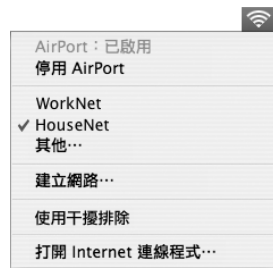 AirPort：已啟用
停用 AirPort
WorkNet
✓ HouseNet
其他⋯
建立網路⋯
使用干擾排除
打開 Internet 連線程式⋯